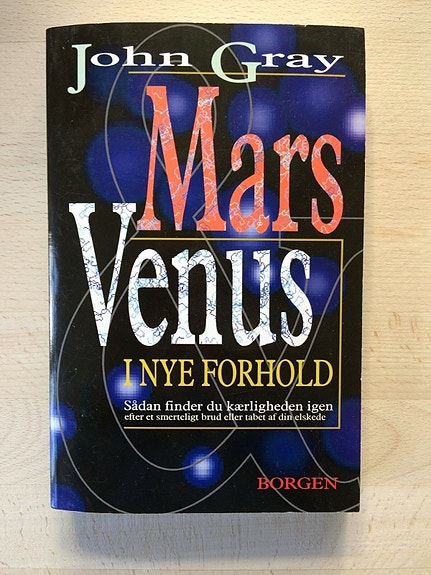 John Gray
Mars
Venus
I NYE FORHOLD
Sådan finder du kærligheden igen
efter et smerteligt brud eller tabet af din elskede
BORGEN